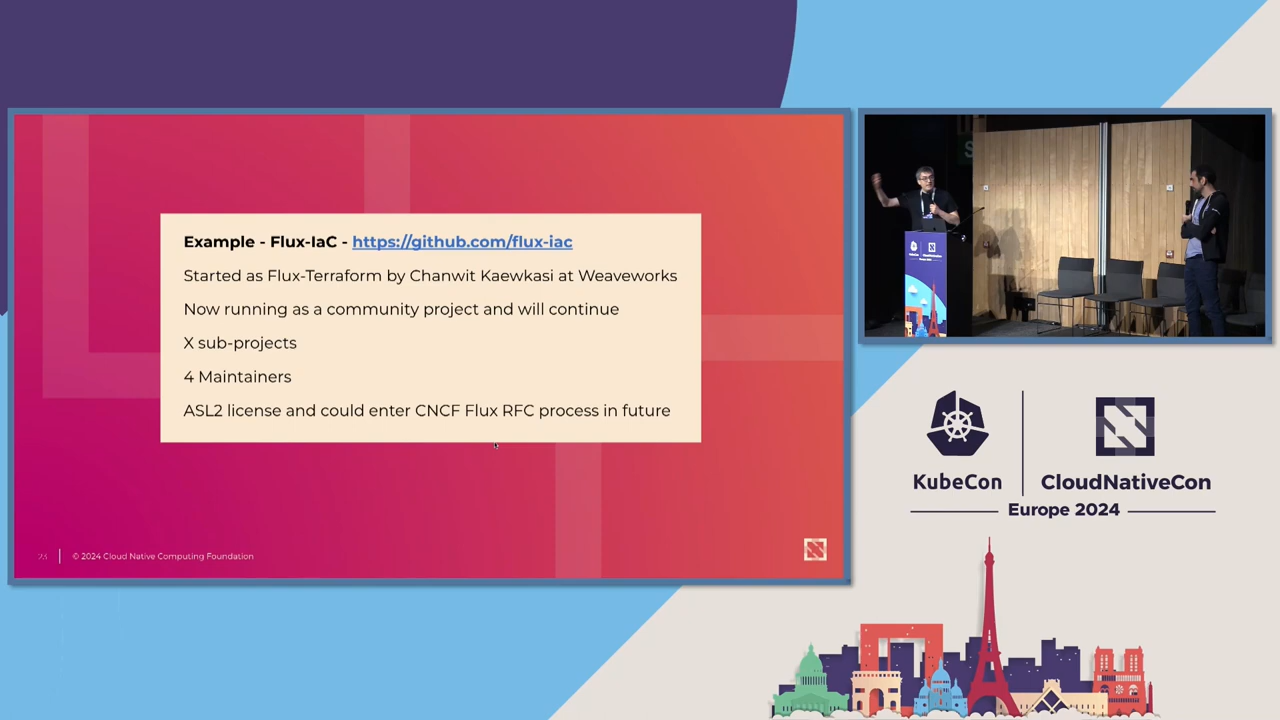 Example - Flux-IaC - https://github.com/flux-iac
Started as Flux-Terraform by Chanwit Kaewkasi at Weaveworks
Now running as a community project and will continue
X sub-projects
4 Maintainers
ASL2 license and could enter CNCF Flux RFC process in future
23
© 2024 Cloud Native Computing Foundation
KubeCon
CloudNativeCon
Europe 2024